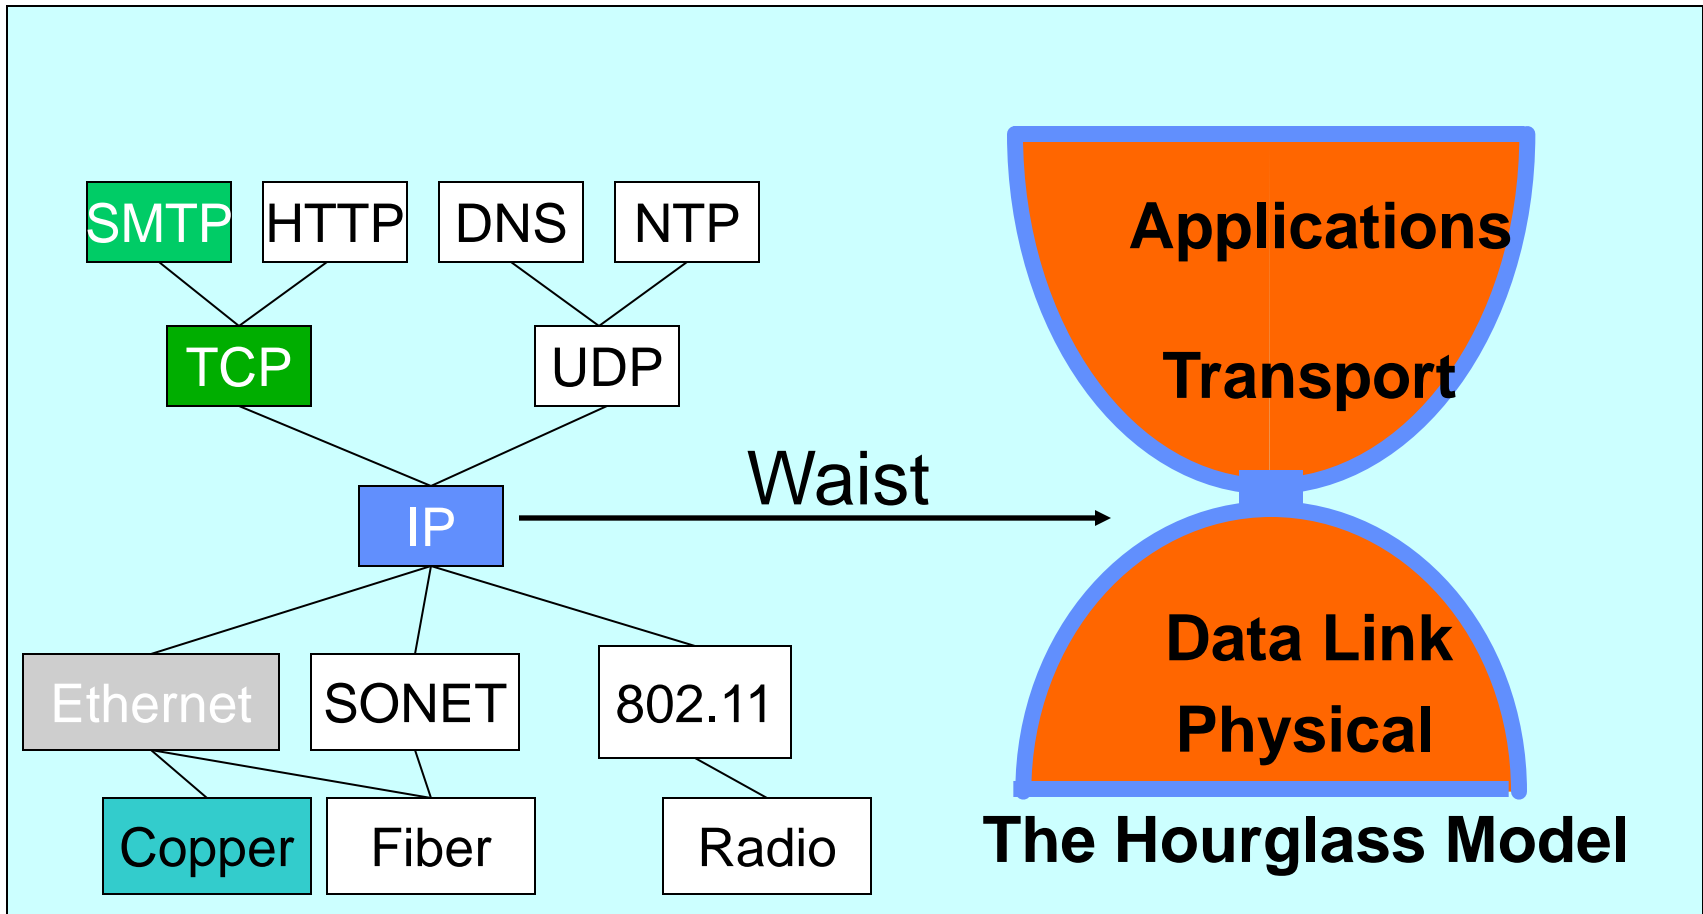 SMTP HTTP DNS NTP
TCP UDP
IP
Ethernet SONET 802.11
Copper Fiber Radio
Waist
Applications
Transport
Data Link
Physical
The Hourglass Model